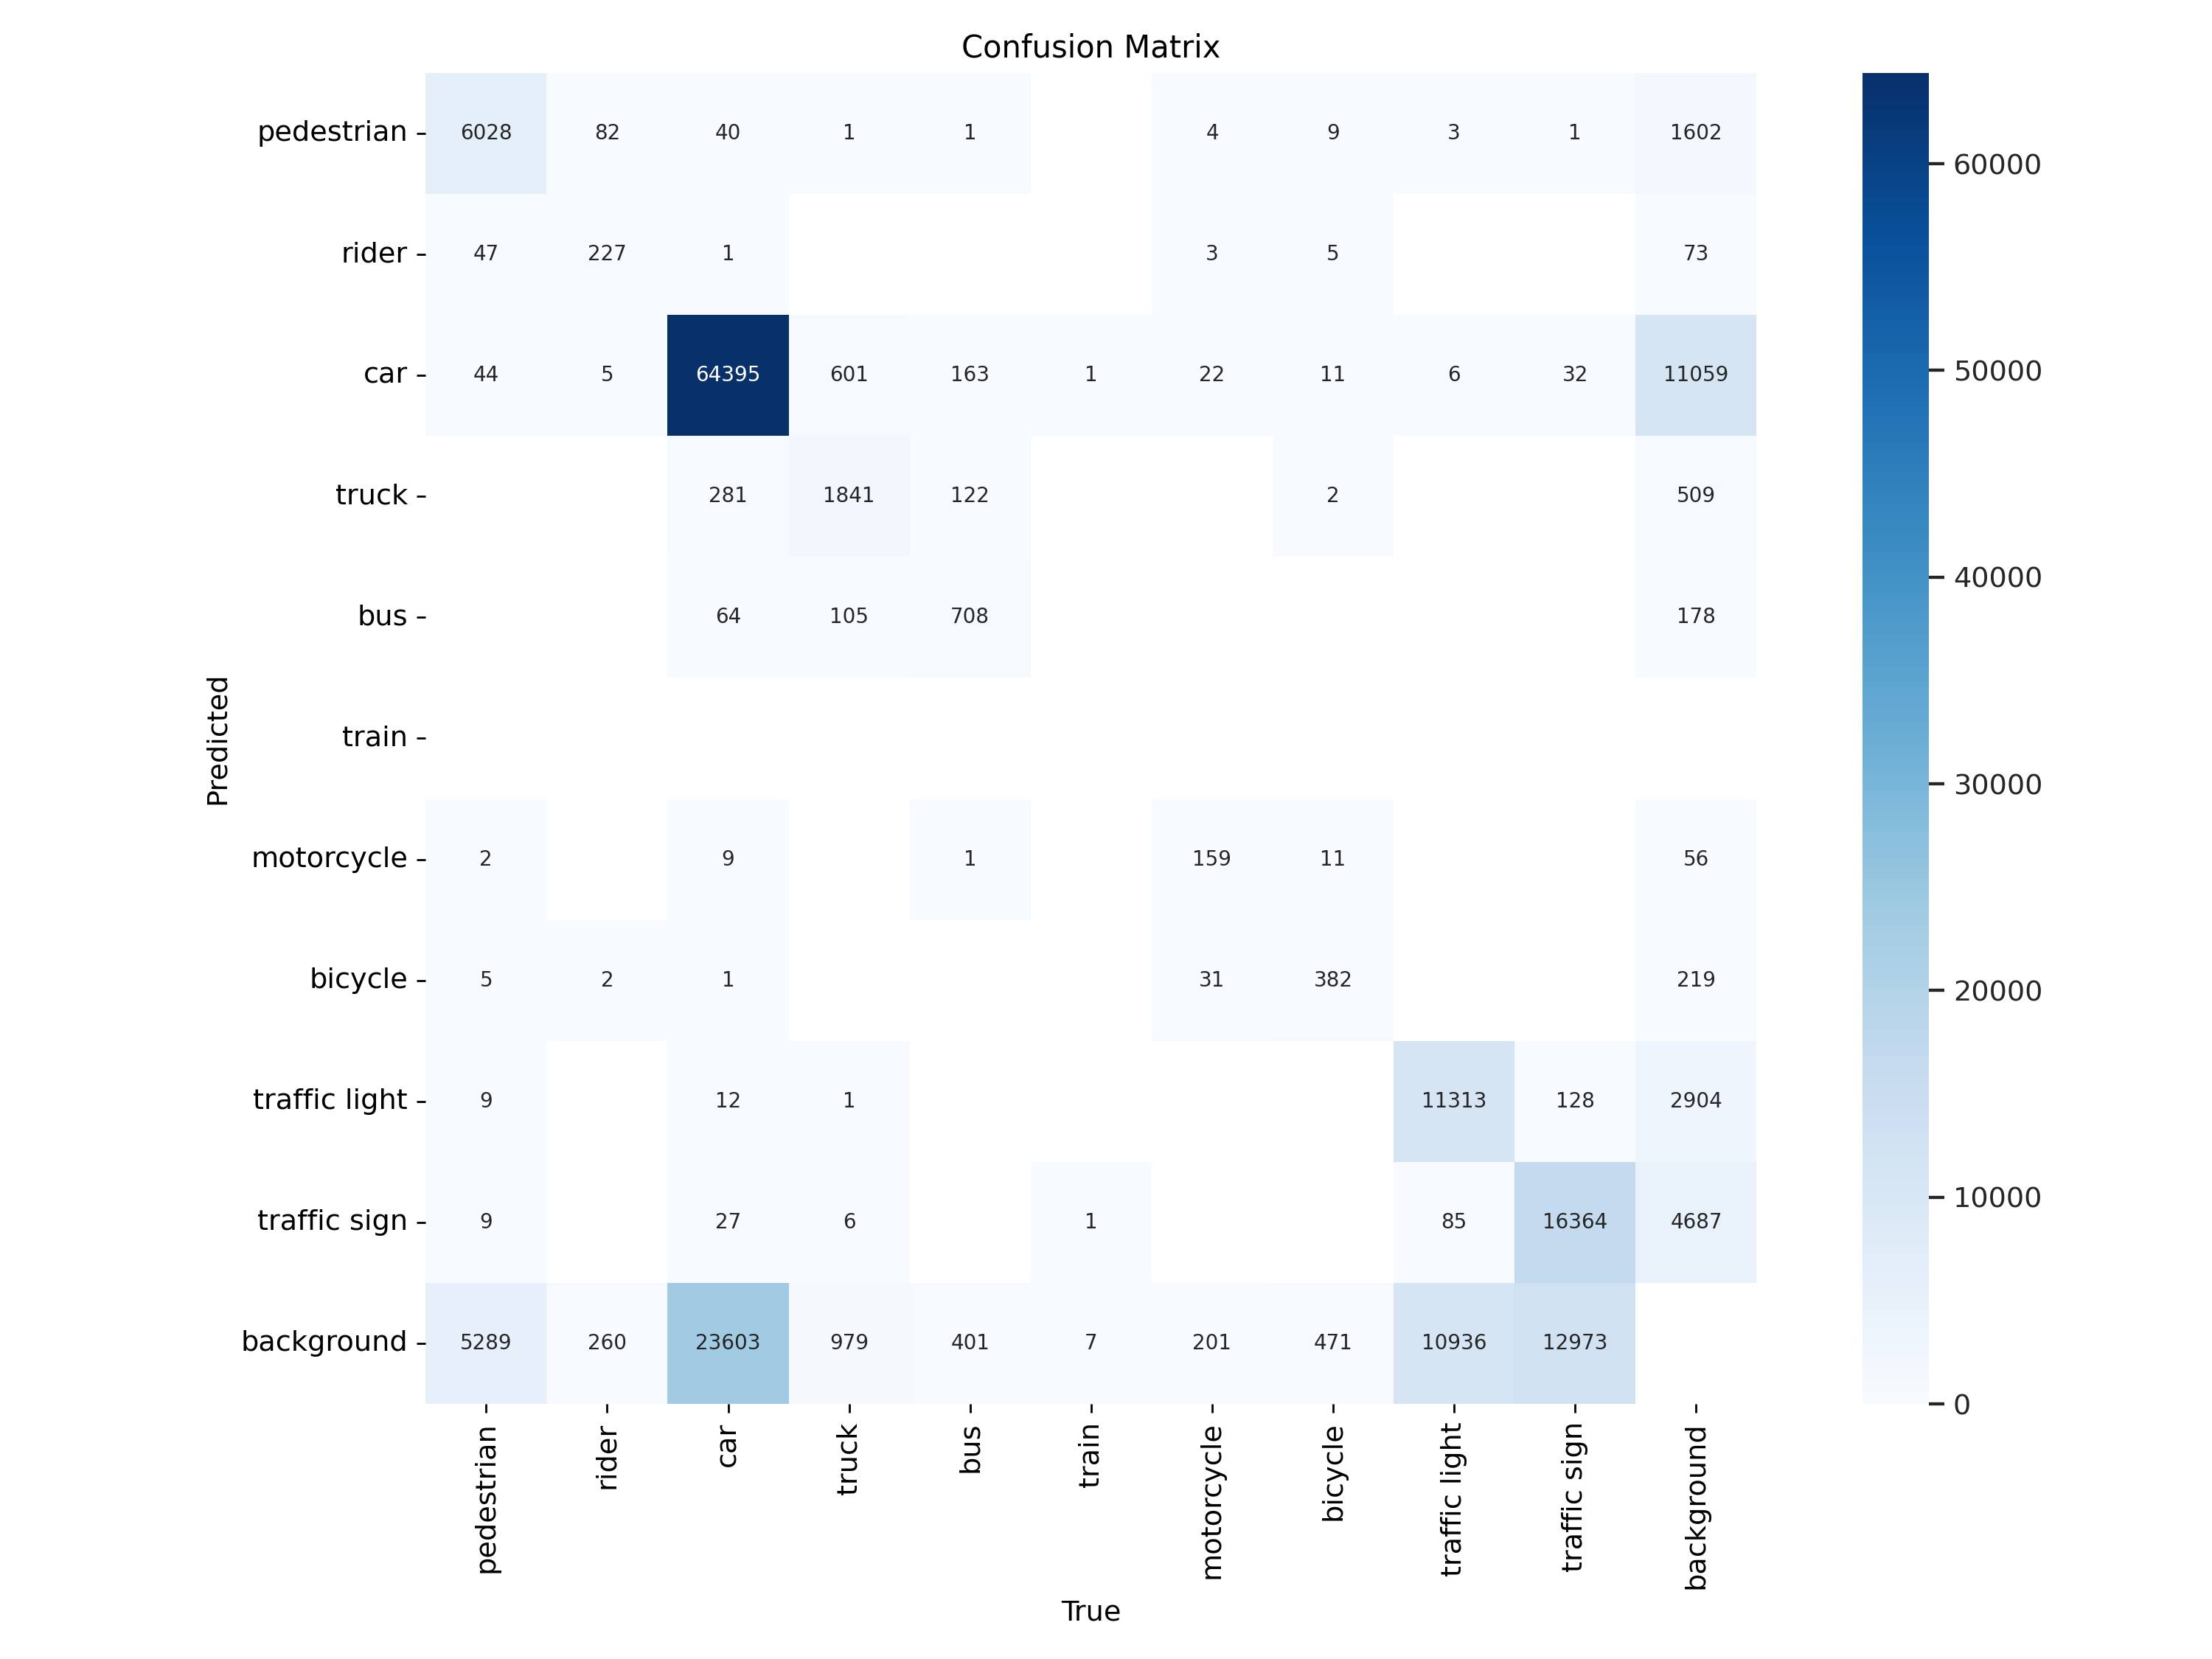 Confusion Matrix
pedestrian 6028 82 40 1 1 4 9 3 1 1602
rider 47 227 1 3 5 73
car 44 5 64395 601 163 1 22 11 6 32 11059
truck 281 1841 122 2 509
bus 64 105 708 178
train
motorcycle 2 9 1 159 11 56
bicycle 5 2 1 31 382 219
traffic light 9 12 1 11313 128 2904
traffic sign 9 27 6 1 85 16364 4687
background 5289 260 23603 979 401 7 201 471 10936 12973
Predicted
pedestrian
rider
car
truck
bus
train
motorcycle
bicycle
traffic light
traffic sign
background
True
60000
50000
40000
30000
20000
10000
0